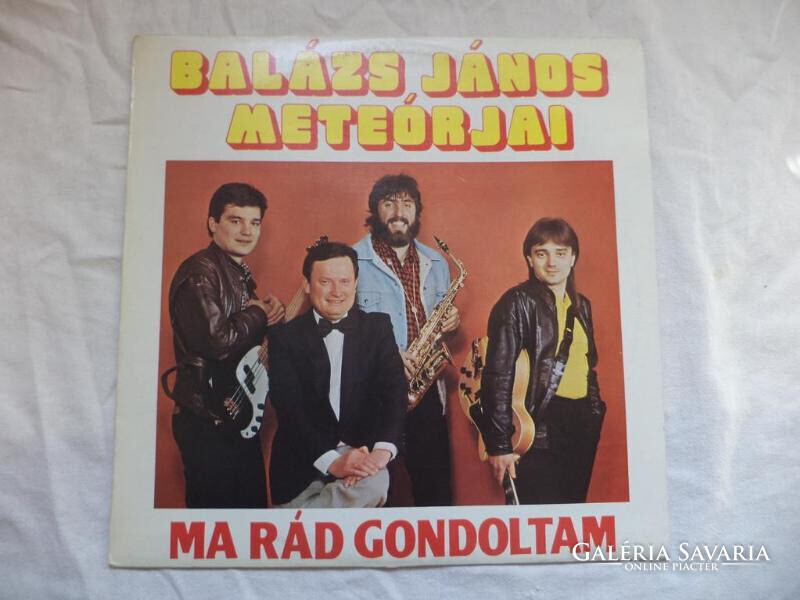 BALÁZS JÁNOS
METEÓRJAI
MA RÁD GONDOLTAM
GALÉRIA SAVARIA
ONLINE PIACTÉR